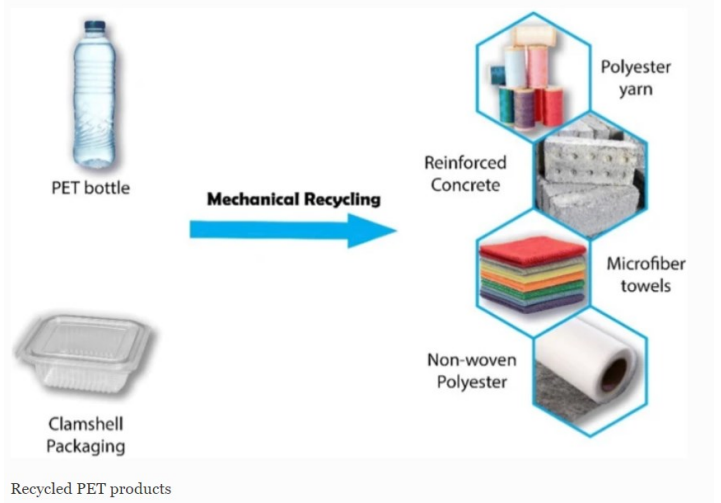 PET bottle
Clamshell
Packaging
Mechanical Recycling
Polyester
yarn
Reinforced
Concrete
Microfiber
towels
Non-woven
Polyester
Recycled PET products